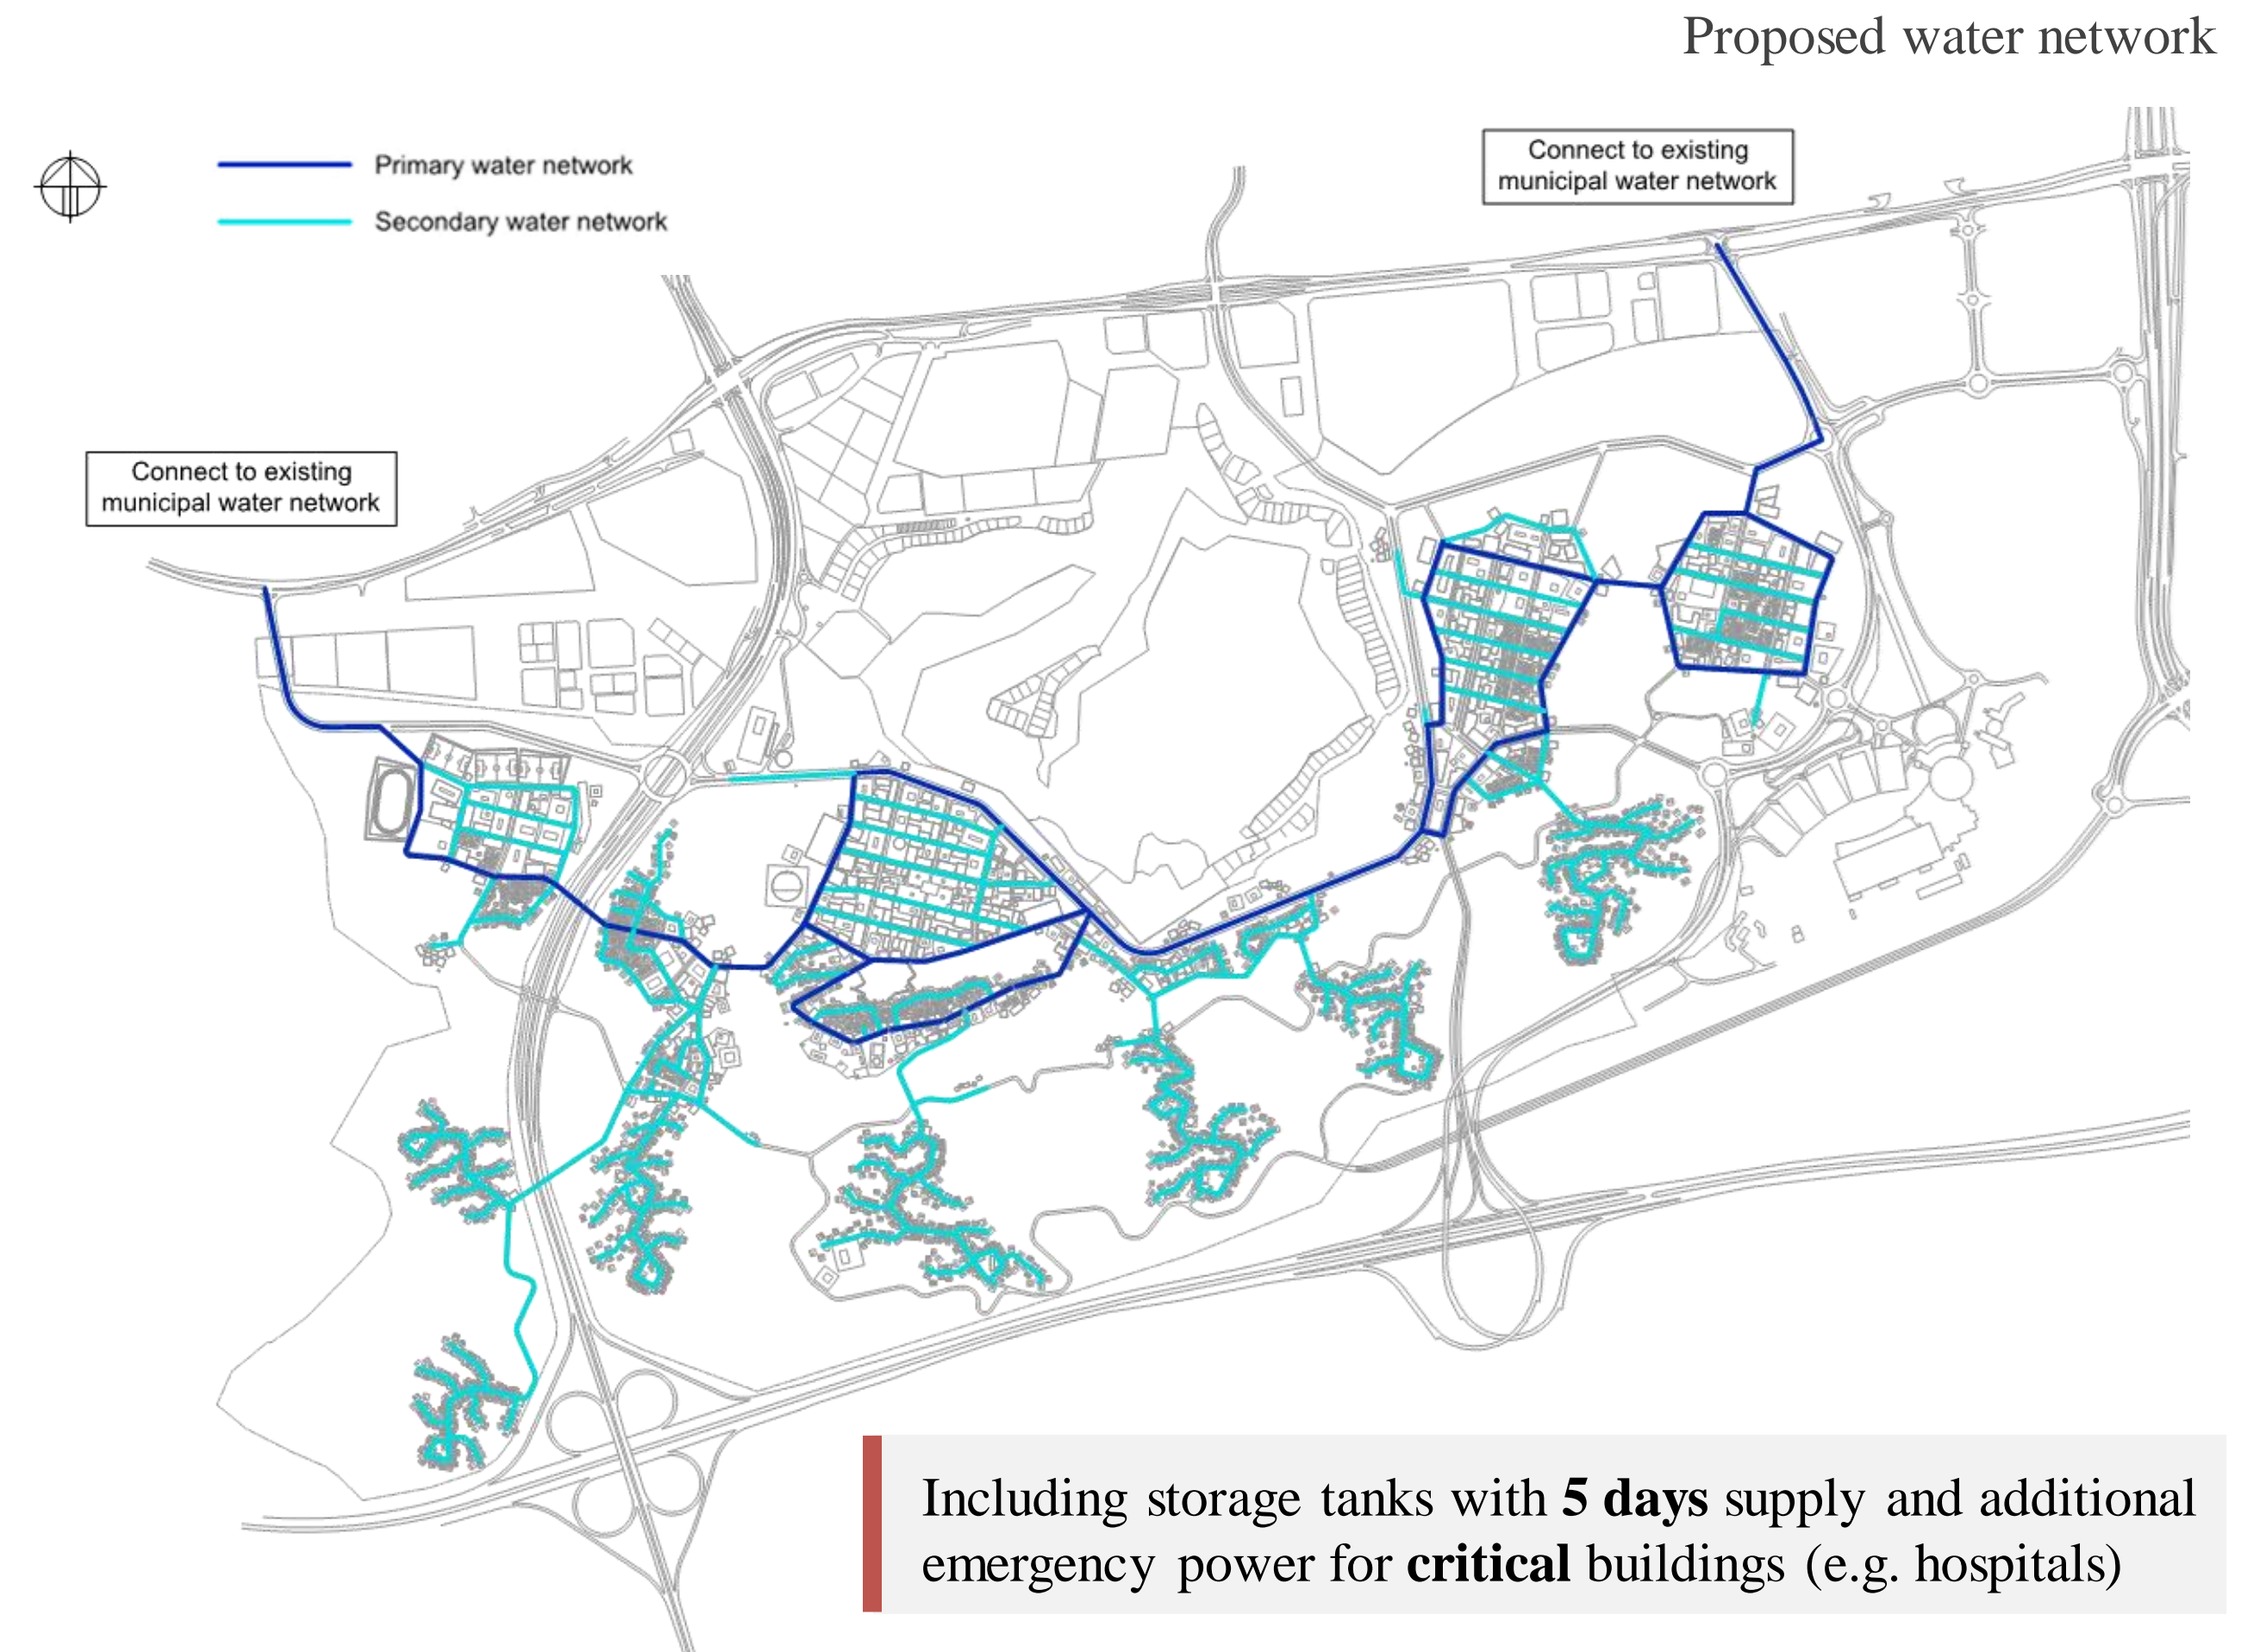 Proposed water network
Primary water network
Secondary water network
Connect to existing
municipal water network
Connect to existing
municipal water network
Including storage tanks with 5 days supply and additional
emergency power for critical buildings (e.g. hospitals)